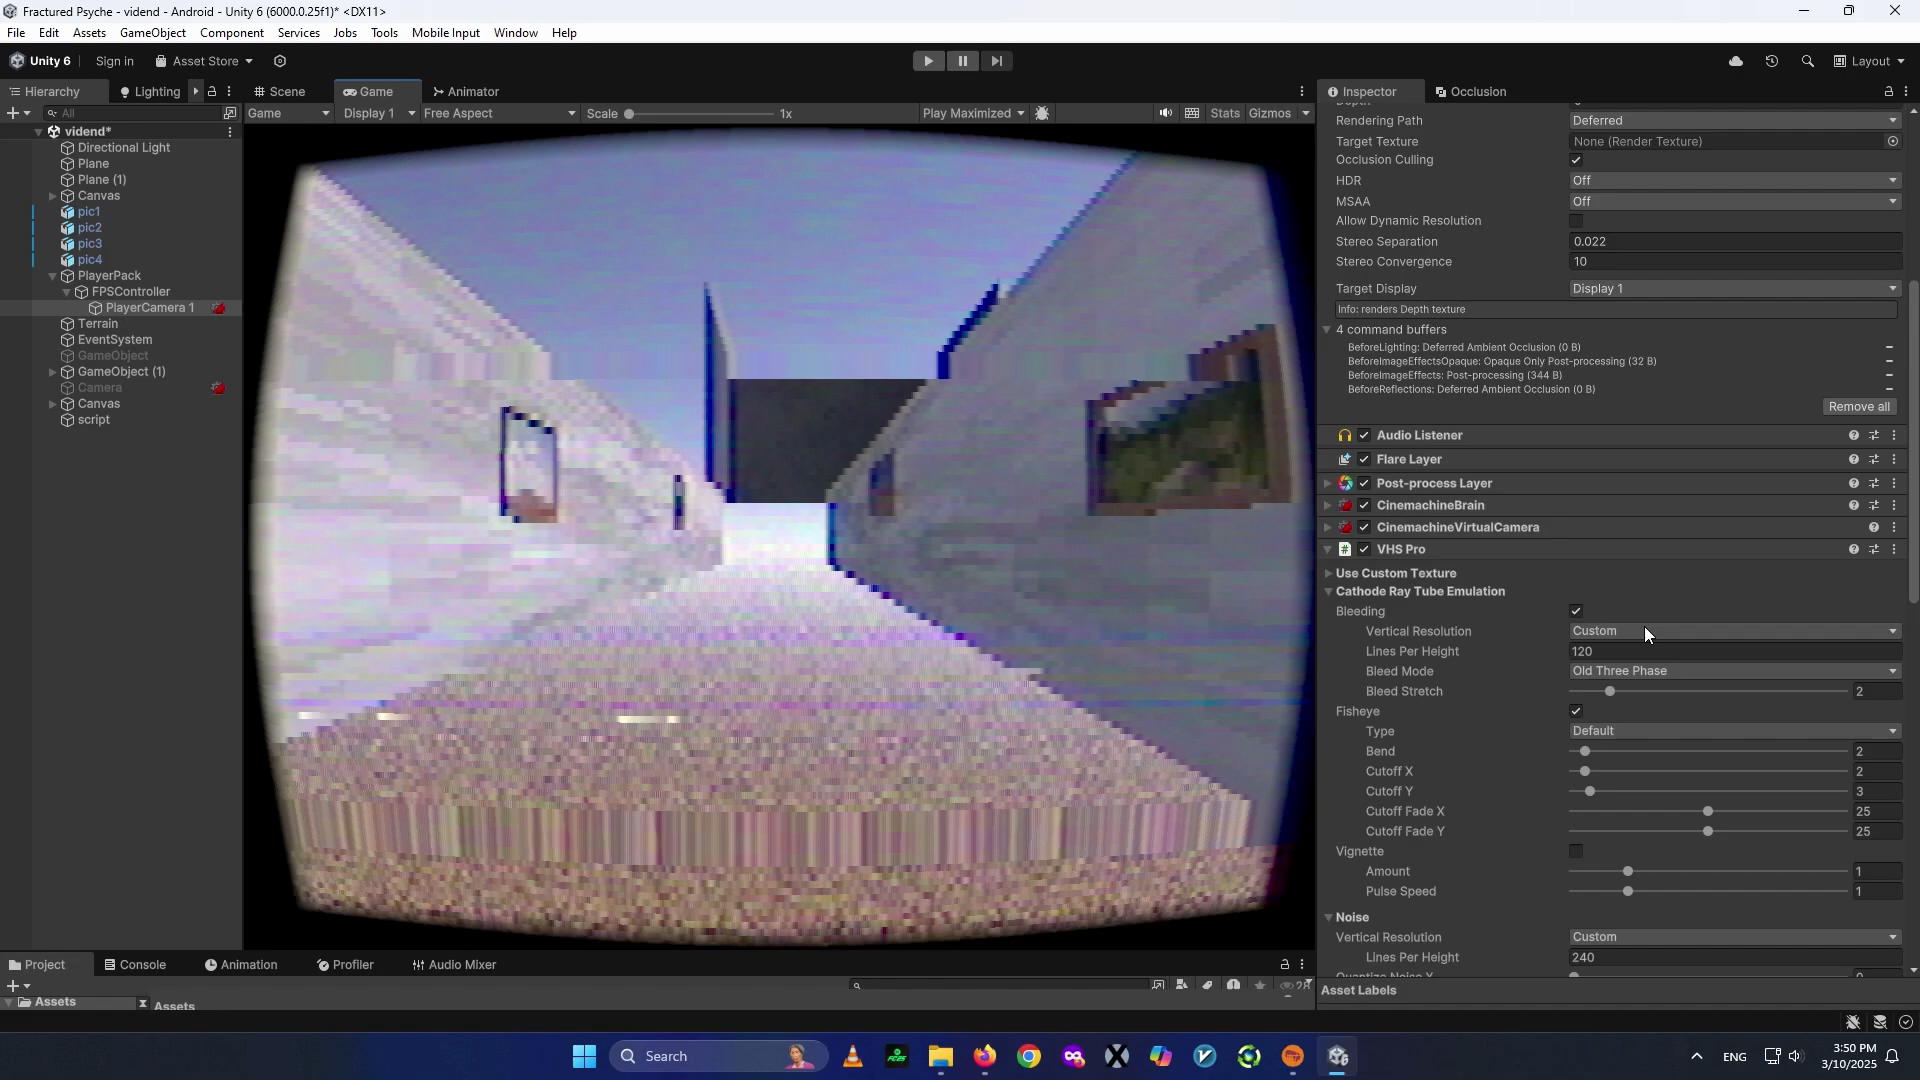 Fractured Psyche - vidend - Android - Unity 6 (6000.0.25f1)* <DX11>
File Edit Assets GameObject Component Services Jobs Tools Mobile Input Window Help
Unity 6 Sign in Asset Store Layout
Hierarchy Lighting Scene Game Animator Inspector Occlusion
All Game Display 1 Free Aspect Scale 1x Play Maximized Stats Gizmos
vidend*
Directional Light
Plane
Plane (1)
Canvas
pic1
pic2
pic3
pic4
PlayerPack
FPSController
PlayerCamera 1
Terrain
EventSystem
GameObject
GameObject (1)
Camera
Canvas
script
Rendering Path Deferred
Target Texture None (Render Texture)
Occlusion Culling
HDR Off
MSAA Off
Allow Dynamic Resolution
Stereo Separation 0.022
Stereo Convergence 10
Target Display Display 1
Info: renders Depth texture
4 command buffers
BeforeLighting: Deferred Ambient Occlusion (0 B)
BeforeImageEffectsOpaque: Opaque Only Post-processing (32 B)
BeforeImageEffects: Post-processing (344 B)
BeforeReflections: Deferred Ambient Occlusion (0 B)
Remove all
Audio Listener
Flare Layer
Post-process Layer
CinemachineBrain
CinemachineVirtualCamera
# VHS Pro
Use Custom Texture
Cathode Ray Tube Emulation
Bleeding
Vertical Resolution Custom
Lines Per Height 120
Bleed Mode Old Three Phase
Bleed Stretch 2
Fisheye
Type Default
Bend 2
Cutoff X 2
Cutoff Y 3
Cutoff Fade X 25
Cutoff Fade Y 25
Vignette
Amount 1
Pulse Speed 1
Noise
Vertical Resolution Custom
Lines Per Height 240
Quantize Noise X 0
Asset Labels
Project Console Animation Profiler Audio Mixer
28
Assets Assets
Search ENG 3:50 PM
3/10/2025